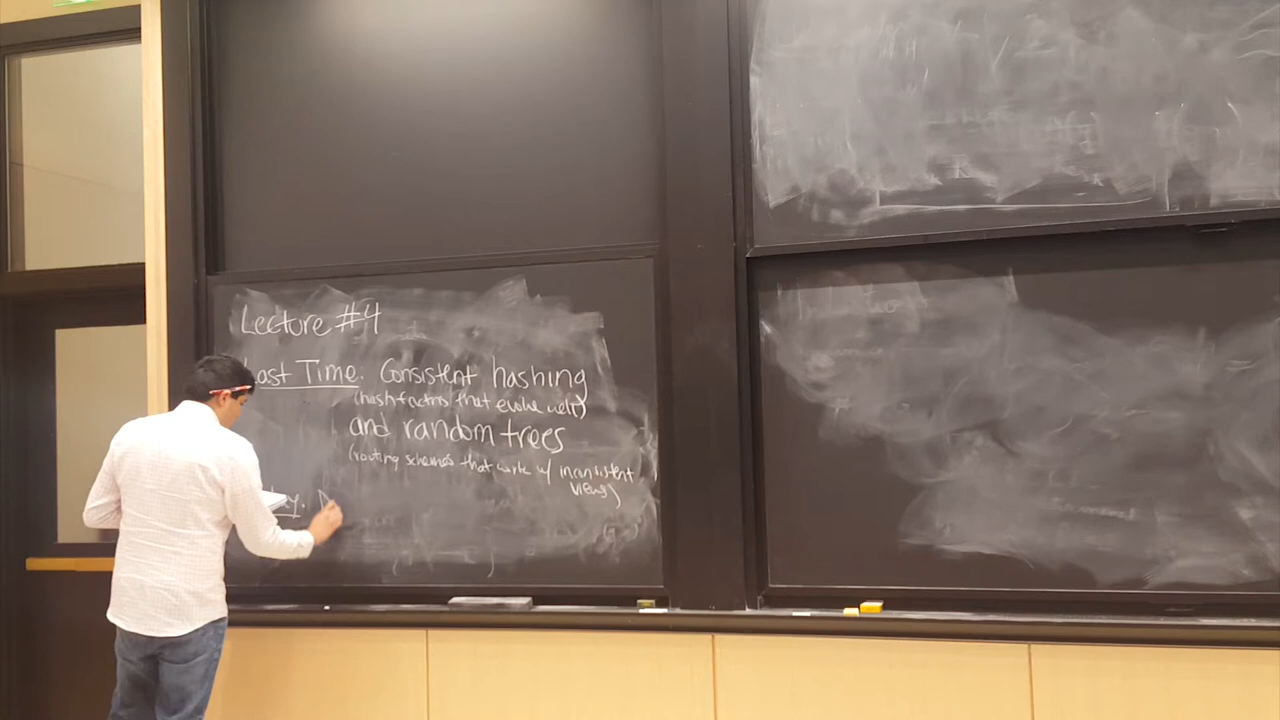 Lecture #4
Last Time. Consistent hashing
(hash factns that evolve well)
and random trees
(routing schemes that work w/ inconsistent
views)